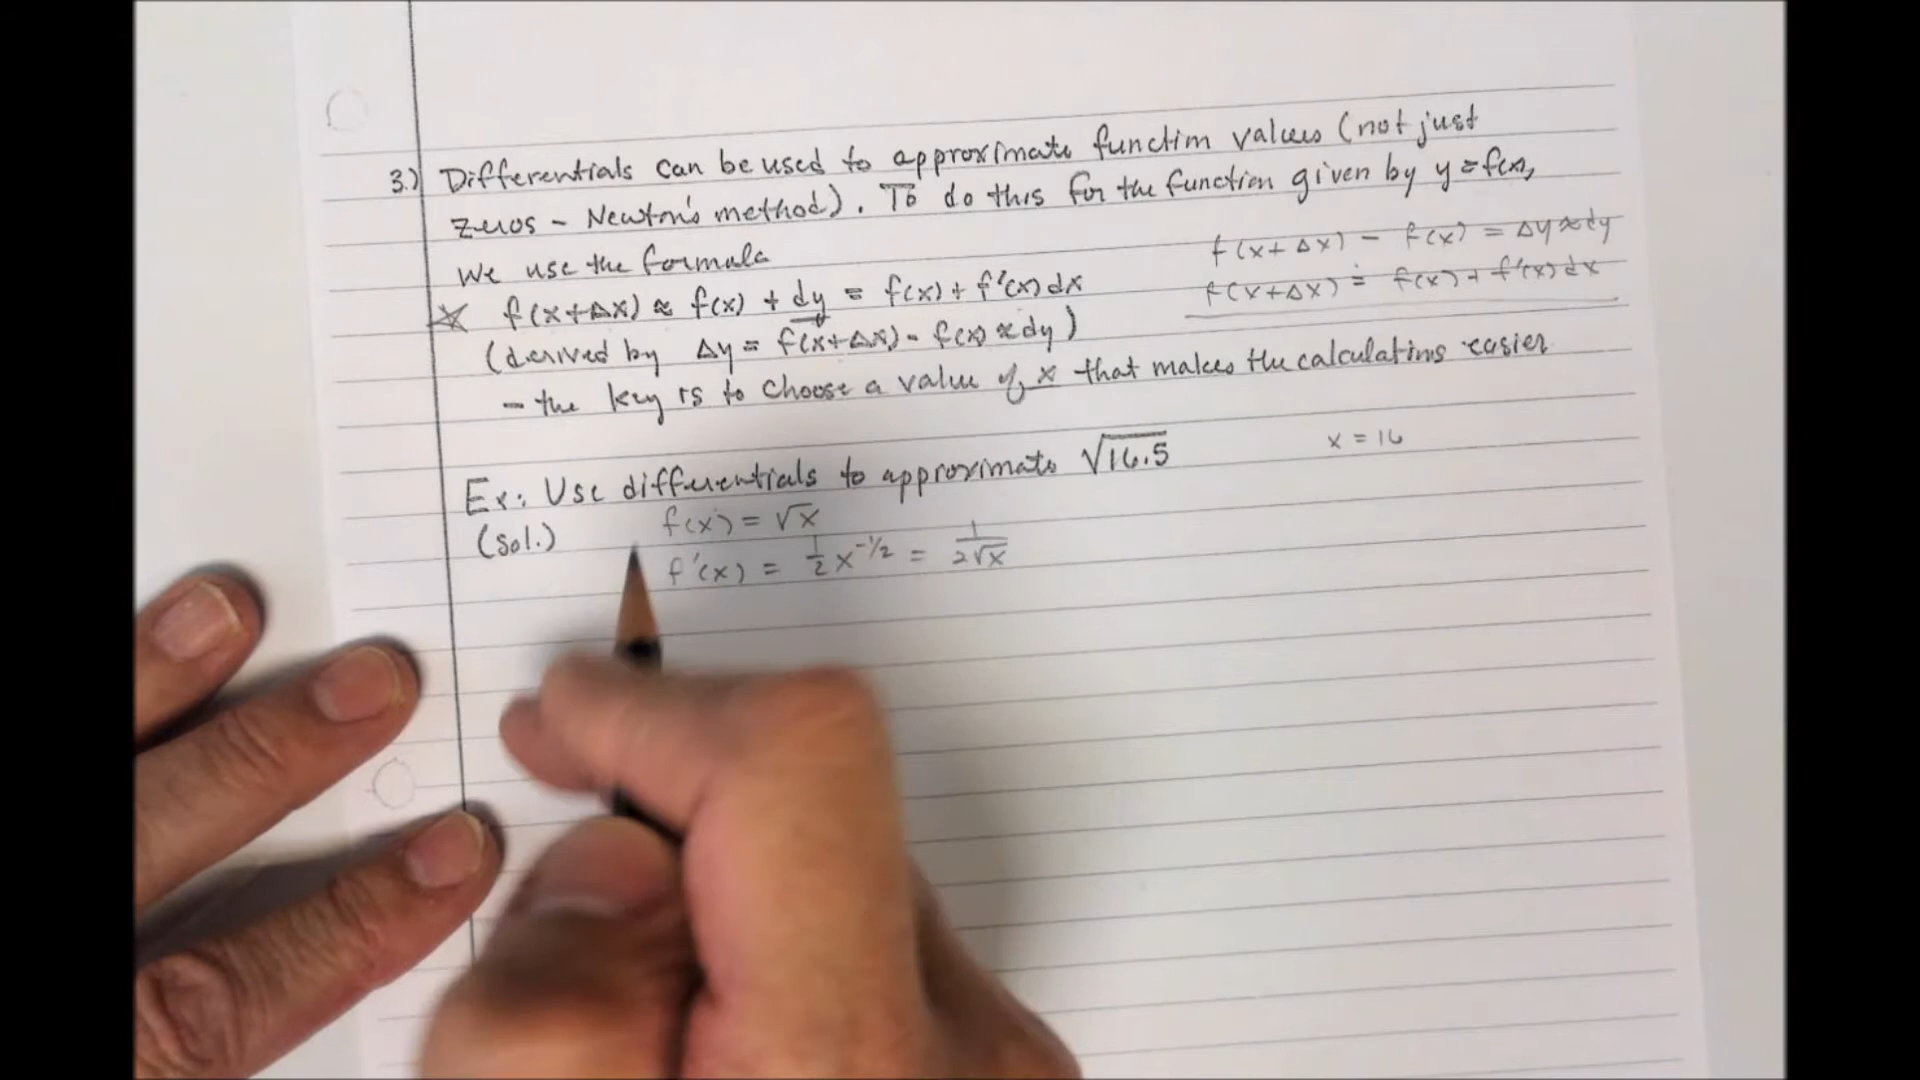 3.) Differentials can be used to approximate function values (not just
zeros - Newton's method). To do this for the function given by y = f(x),
We use the formula
f(x+Δx) - f(x) = Δy ≈ dy
f(x+Δx) ≈ f(x) + dy = f(x) + f'(x)dx
f(x+Δx) ≐ f(x) + f'(x)dx
(derived by Δy = f(x+Δx) - f(x) ≈ dy)
- the key is to choose a value of x that makes the calculations easier
Ex: Use differentials to approximate √16.5
x = 16
(Sol.) f(x) = √x
f'(x) = 1/2 x^(-1/2) = 1/(2√x)